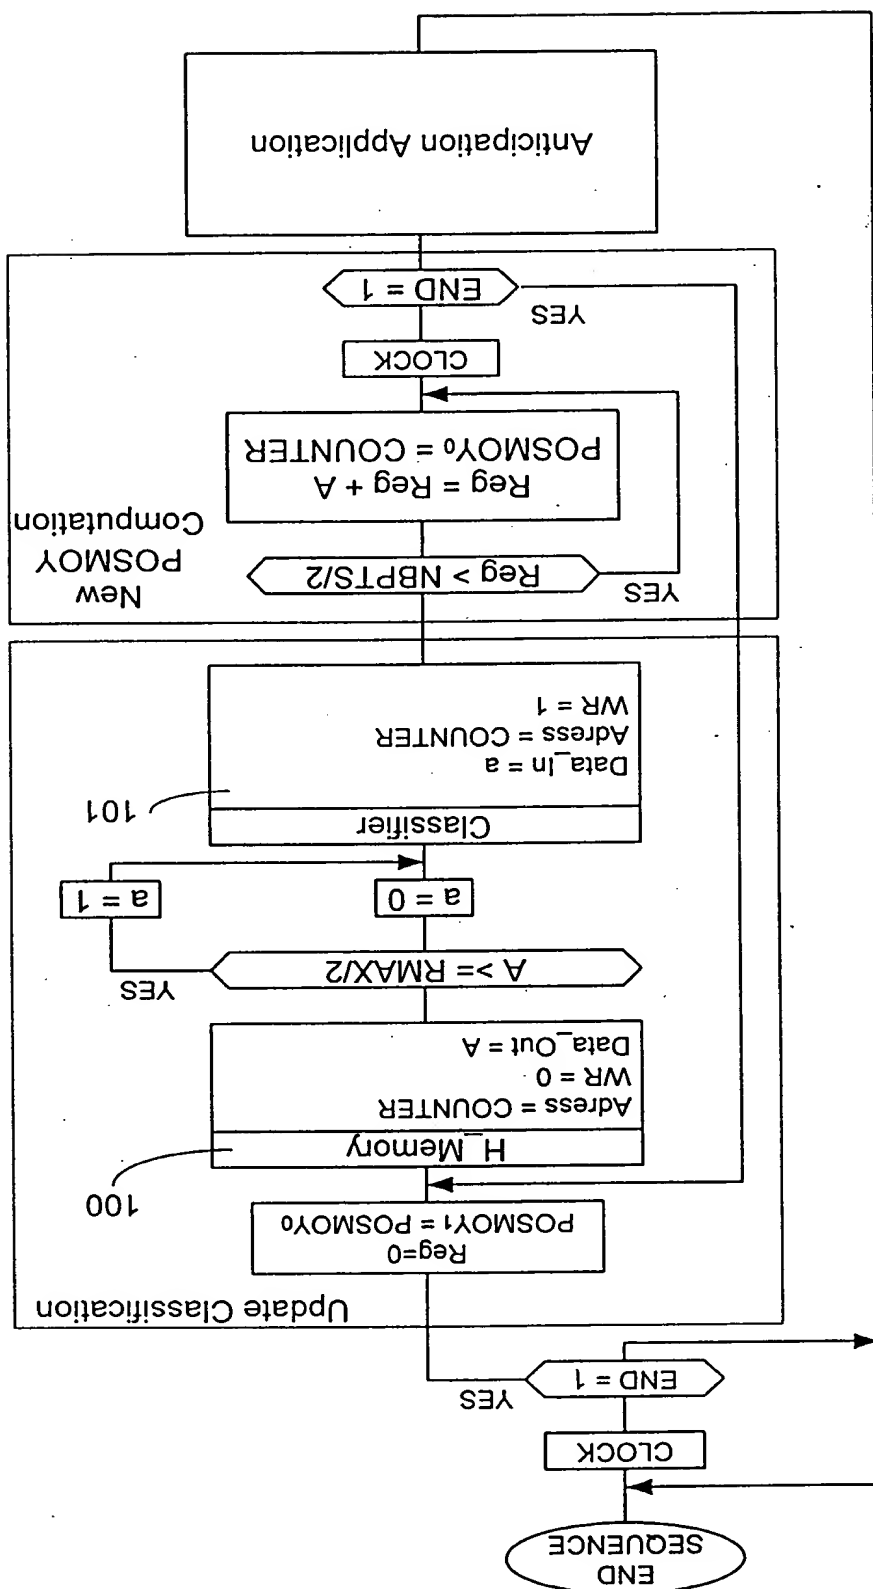 END
SEQUENCE
CLOCK
END = 1
YES
Update Classification
Reg=0
POSMOY₁ = POSMOY₀
100
H_Memory
Adress = COUNTER
WR = 0
Data_Out = A
A >= RMAX/2
YES
a = 0
a = 1
Classifier
101
Data_In = a
Adress = COUNTER
WR = 1
New
POSMOY
Computation
Reg > NBPTS/2
YES
Reg = Reg + A
POSMOY₀ = COUNTER
CLOCK
END = 1
YES
Anticipation Application